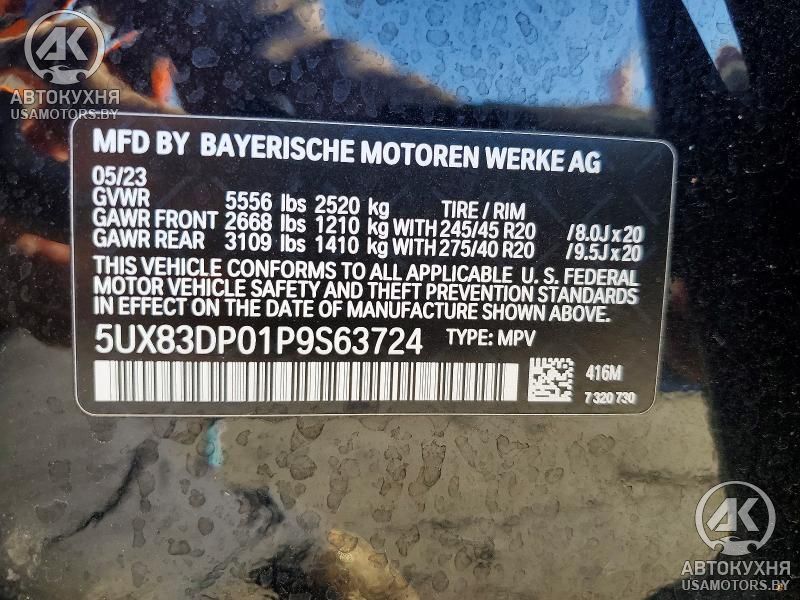 AK
АВТОКУХНЯ
USAMOTORS.BY
MFD BY BAYERISCHE MOTOREN WERKE AG
05/23
GVWR 5556 lbs 2520 kg TIRE / RIM
GAWR FRONT 2668 lbs 1210 kg WITH 245/45 R20 /8.0J x 20
GAWR REAR 3109 lbs 1410 kg WITH 275/40 R20 /9.5J x 20
THIS VEHICLE CONFORMS TO ALL APPLICABLE U. S. FEDERAL
MOTOR VEHICLE SAFETY AND THEFT PREVENTION STANDARDS
IN EFFECT ON THE DATE OF MANUFACTURE SHOWN ABOVE.
5UX83DP01P9S63724 TYPE: MPV
416M
7 320 730
AK
АВТОКУХНЯ
USAMOTORS.BY